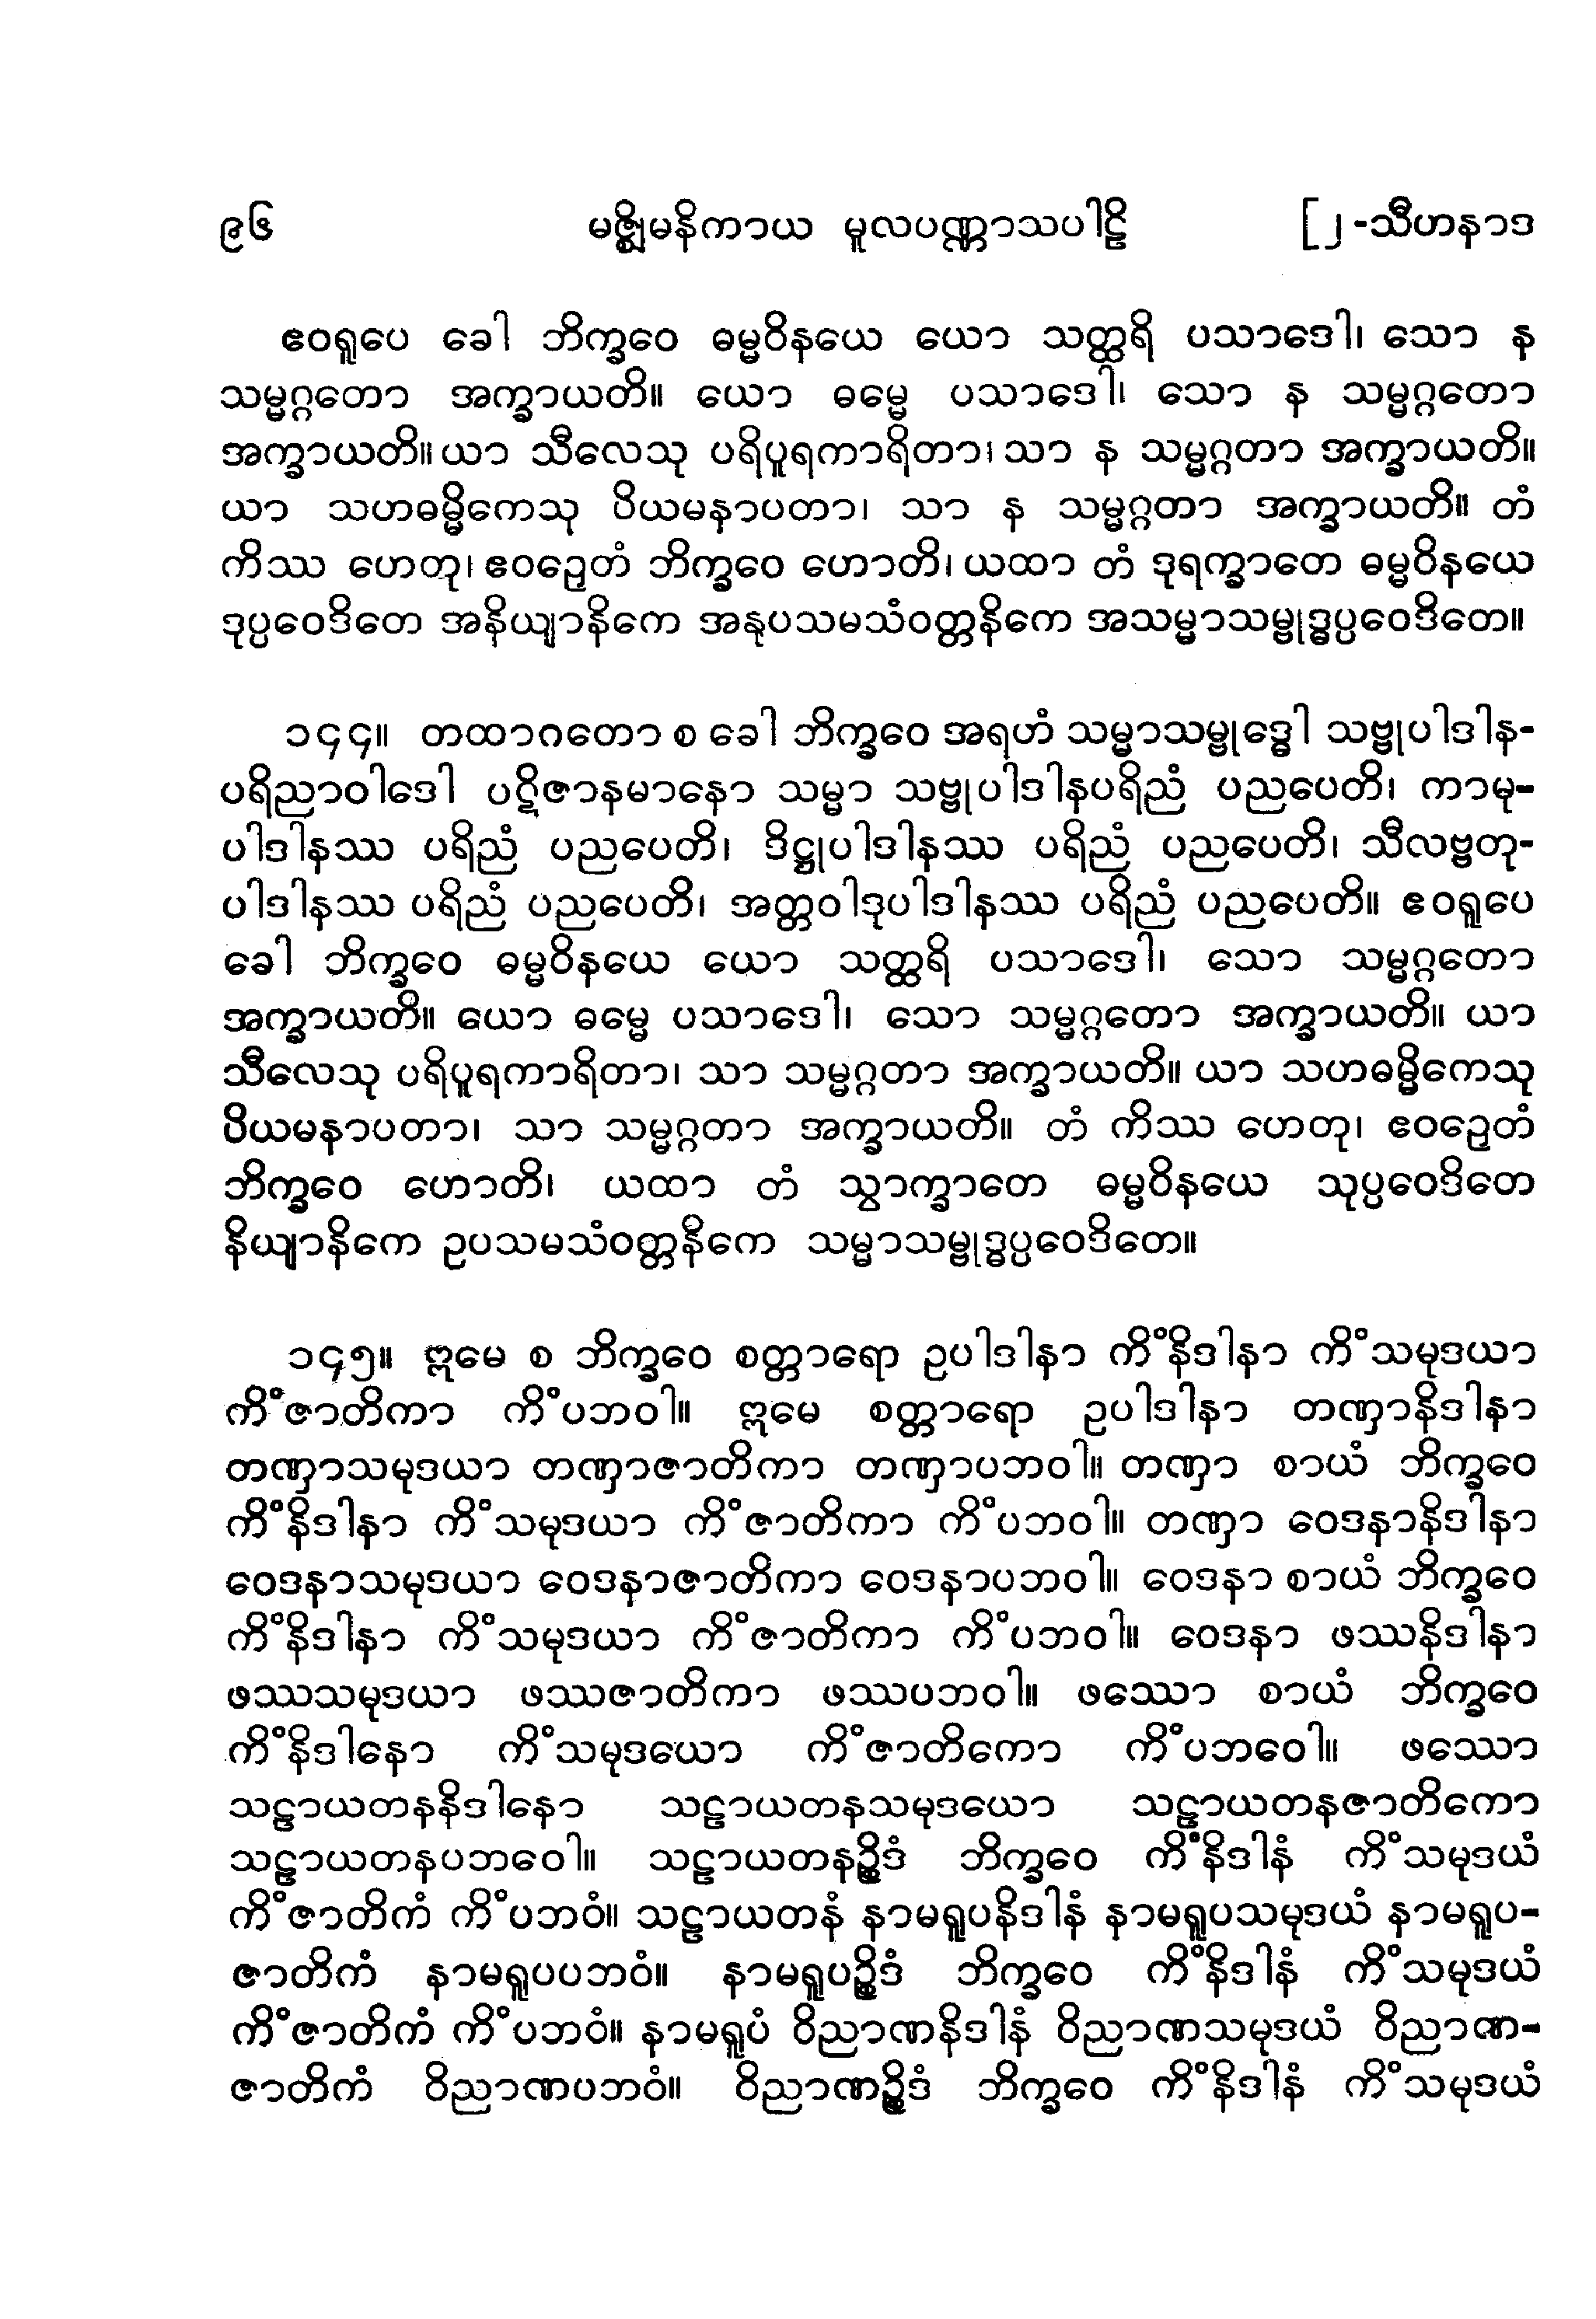 ၉၆ မဇ္ဈိမနိကာယ မူလပဏ္ဏာသပါဠိ [၂-သီဟနာဒ
ဧဝရူပေ ခေါ ဘိက္ခဝေ ဓမ္မဝိနယေ ယော သတ္ထရိ ပသာဒေါ၊ သော န
သမ္မဂ္ဂတော အက္ခာယတိ။ ယော ဓမ္မေ ပသာဒေါ၊ သော န သမ္မဂ္ဂတော
အက္ခာယတိ။ ယာ သီလေသု ပရိပူရကာရိတာ၊ သာ န သမ္မဂ္ဂတာ အက္ခာယတိ။
ယာ သဟဓမ္မိကေသု ပိယမနာပတာ၊ သာ န သမ္မဂ္ဂတာ အက္ခာယတိ။ တံ
ကိဿ ဟေတု၊ ဧဝဉှေတံ ဘိက္ခဝေ ဟောတိ၊ ယထာ တံ ဒုရက္ခာတေ ဓမ္မဝိနယေ
ဒုပ္ပဝေဒိတေ အနိယျာနိကေ အနုပသမသံဝတ္တနိကေ အသမ္မာသမ္ဗုဒ္ဓပ္ပဝေဒိတေ။
၁၄၄။ တထာဂတော စ ခေါ ဘိက္ခဝေ အရဟံ သမ္မာသမ္ဗုဒ္ဓေါ သဗ္ဗုပါဒါန-
ပရိညာဝါဒေါ ပဋိဇာနမာနော သမ္မာ သဗ္ဗုပါဒါနပရိညံ ပညပေတိ၊ ကာမု-
ပါဒါနဿ ပရိညံ ပညပေတိ၊ ဒိဋ္ဌုပါဒါနဿ ပရိညံ ပညပေတိ၊ သီလဗ္ဗတု-
ပါဒါနဿ ပရိညံ ပညပေတိ၊ အတ္တဝါဒုပါဒါနဿ ပရိညံ ပညပေတိ။ ဧဝရူပေ
ခေါ ဘိက္ခဝေ ဓမ္မဝိနယေ ယော သတ္ထရိ ပသာဒေါ၊ သော သမ္မဂ္ဂတော
အက္ခာယတိ။ ယော ဓမ္မေ ပသာဒေါ၊ သော သမ္မဂ္ဂတော အက္ခာယတိ။ ယာ
သီလေသု ပရိပူရကာရိတာ၊ သာ သမ္မဂ္ဂတာ အက္ခာယတိ။ ယာ သဟဓမ္မိကေသု
ပိယမနာပတာ၊ သာ သမ္မဂ္ဂတာ အက္ခာယတိ။ တံ ကိဿ ဟေတု၊ ဧဝဉှေတံ
ဘိက္ခဝေ ဟောတိ၊ ယထာ တံ သွာက္ခာတေ ဓမ္မဝိနယေ သုပ္ပဝေဒိတေ
နိယျာနိကေ ဥပသမသံဝတ္တနိကေ သမ္မာသမ္ဗုဒ္ဓပ္ပဝေဒိတေ။
၁၄၅။ ဣမေ စ ဘိက္ခဝေ စတ္တာရော ဥပါဒါနာ ကိံနိဒါနာ ကိံသမုဒယာ
ကိံဇာတိကာ ကိံပဘဝါ။ ဣမေ စတ္တာရော ဥပါဒါနာ တဏှာနိဒါနာ
တဏှာသမုဒယာ တဏှာဇာတိကာ တဏှာပဘဝါ။ တဏှာ စာယံ ဘိက္ခဝေ
ကိံနိဒါနာ ကိံသမုဒယာ ကိံဇာတိကာ ကိံပဘဝါ။ တဏှာ ဝေဒနာနိဒါနာ
ဝေဒနာသမုဒယာ ဝေဒနာဇာတိကာ ဝေဒနာပဘဝါ။ ဝေဒနာ စာယံ ဘိက္ခဝေ
ကိံနိဒါနာ ကိံသမုဒယာ ကိံဇာတိကာ ကိံပဘဝါ။ ဝေဒနာ ဖဿနိဒါနာ
ဖဿသမုဒယာ ဖဿဇာတိကာ ဖဿပဘဝါ။ ဖဿော စာယံ ဘိက္ခဝေ
ကိံနိဒါနော ကိံသမုဒယော ကိံဇာတိကော ကိံပဘဝေါ။ ဖဿော
သဠာယတနနိဒါနော သဠာယတနသမုဒယော သဠာယတနဇာတိကော
သဠာယတနပဘဝေါ။ သဠာယတနဉ္စိဒံ ဘိက္ခဝေ ကိံနိဒါနံ ကိံသမုဒယံ
ကိံဇာတိကံ ကိံပဘဝံ။ သဠာယတနံ နာမရူပနိဒါနံ နာမရူပသမုဒယံ နာမရူပ-
ဇာတိကံ နာမရူပပဘဝံ။ နာမရူပဉ္စိဒံ ဘိက္ခဝေ ကိံနိဒါနံ ကိံသမုဒယံ
ကိံဇာတိကံ ကိံပဘဝံ။ နာမရူပံ ဝိညာဏနိဒါနံ ဝိညာဏသမုဒယံ ဝိညာဏ-
ဇာတိကံ ဝိညာဏပဘဝံ။ ဝိညာဏဉ္စိဒံ ဘိက္ခဝေ ကိံနိဒါနံ ကိံသမုဒယံ